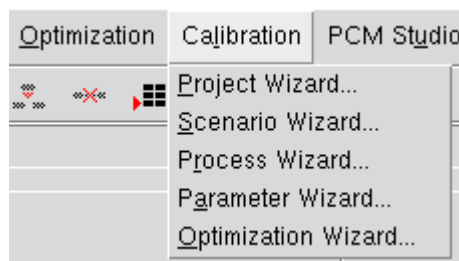 Optimization Calibration PCM Studio
Project Wizard...
Scenario Wizard...
Process Wizard...
Parameter Wizard...
Optimization Wizard...